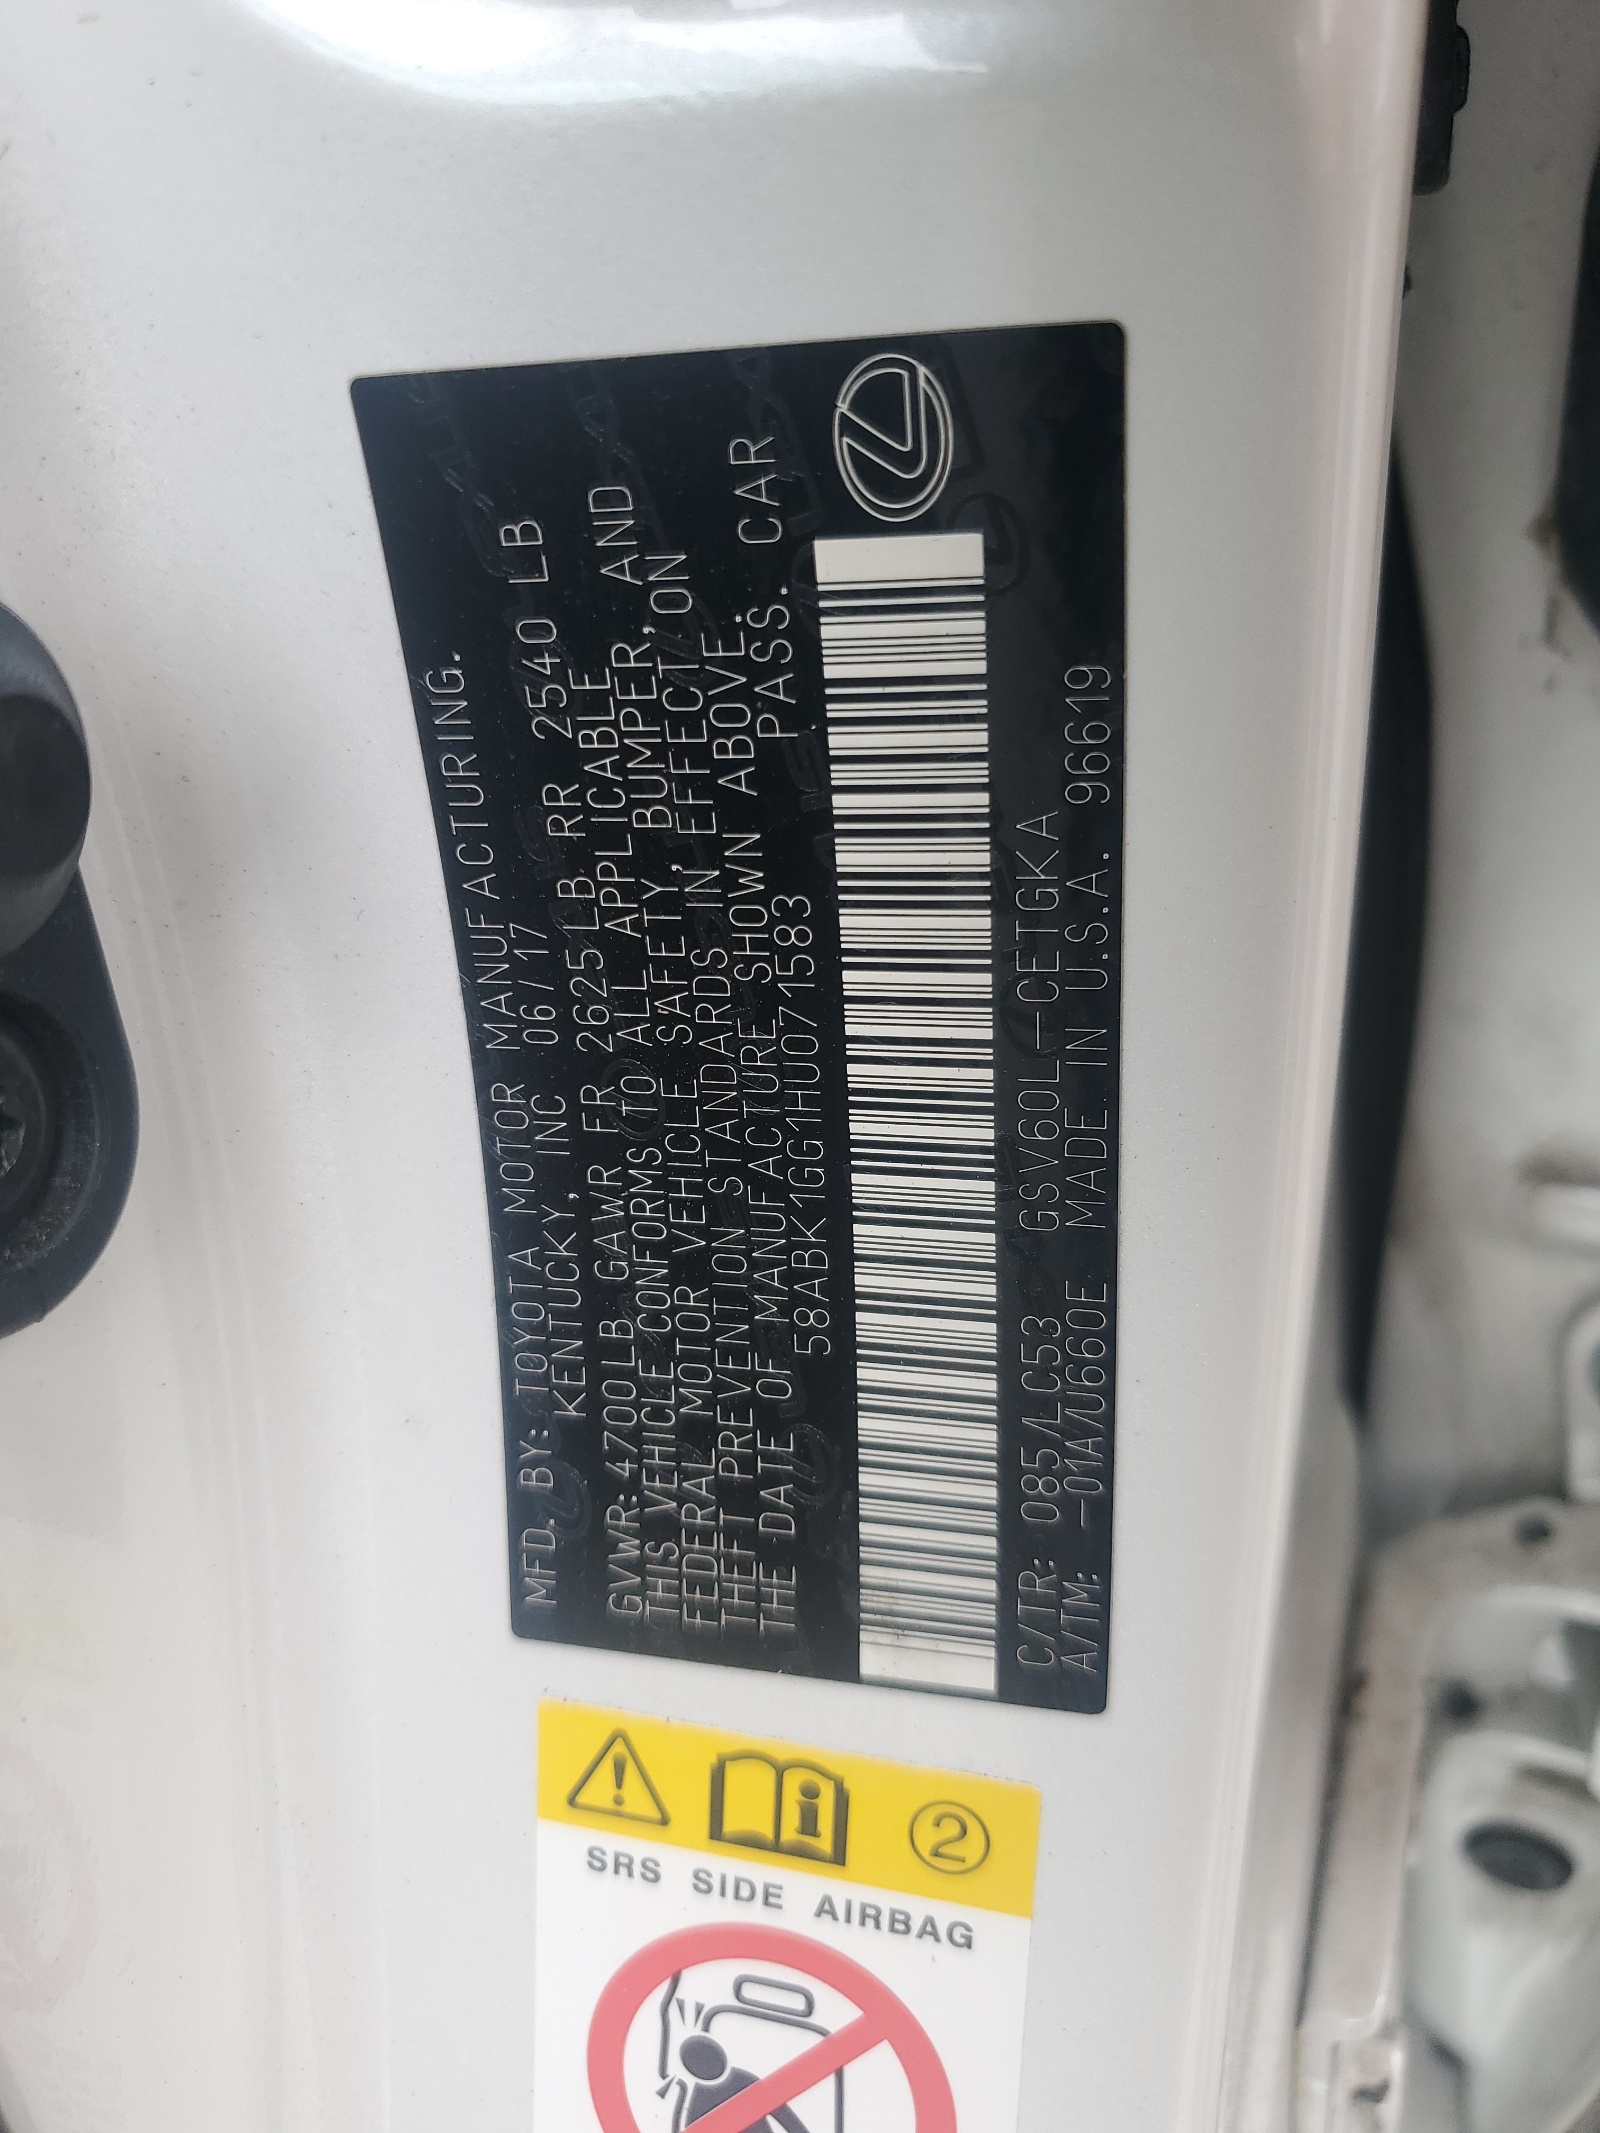 MFD. BY: TOYOTA MOTOR MANUFACTURING.
KENTUCKY, INC 06/17
GVWR: 4700LB GAWR FR 2625LB RR 2540 LB
THIS VEHICLE CONFORMS TO ALL APPLICABLE
FEDERAL MOTOR VEHICLE SAFETY, BUMPER, AND
THEFT PREVENTION STANDARDS IN EFFECT ON
THE DATE OF MANUFACTURE SHOWN ABOVE.
58ABK1GG1HU071583 PASS. CAR
C/TR: 085/LC53 GSV60L-CETGKA
A/TM: -01A/U660E MADE IN U.S.A. 96619
2
SRS SIDE AIRBAG